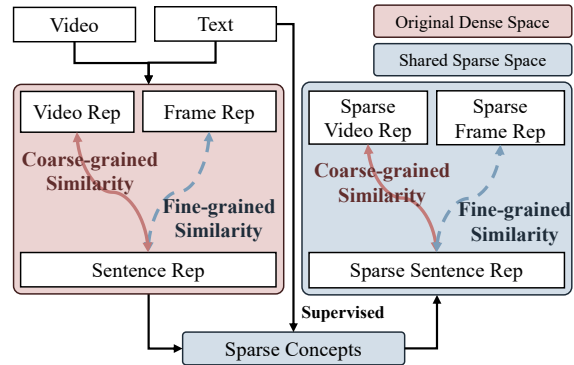 Video
Text
Original Dense Space
Shared Sparse Space
Video Rep
Frame Rep
Coarse-grained
Similarity
Fine-grained
Similarity
Sentence Rep
Sparse
Video Rep
Sparse
Frame Rep
Coarse-grained
Similarity
Fine-grained
Similarity
Sparse Sentence Rep
Supervised
Sparse Concepts